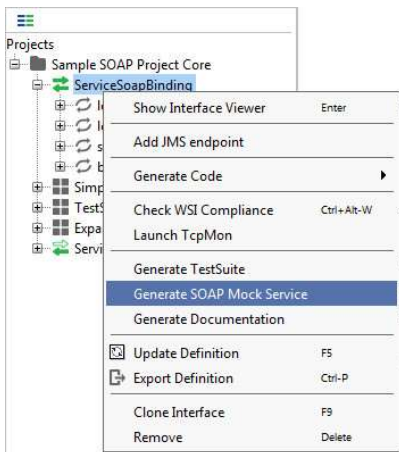 Projects
Sample SOAP Project Core
ServiceSoapBinding
Show Interface Viewer Enter
Add JMS endpoint
Generate Code
Check WSI Compliance Ctrl+Alt-W
Launch TcpMon
Generate TestSuite
Generate SOAP Mock Service
Generate Documentation
Update Definition F5
Export Definition Ctrl-P
Clone Interface F9
Remove Delete